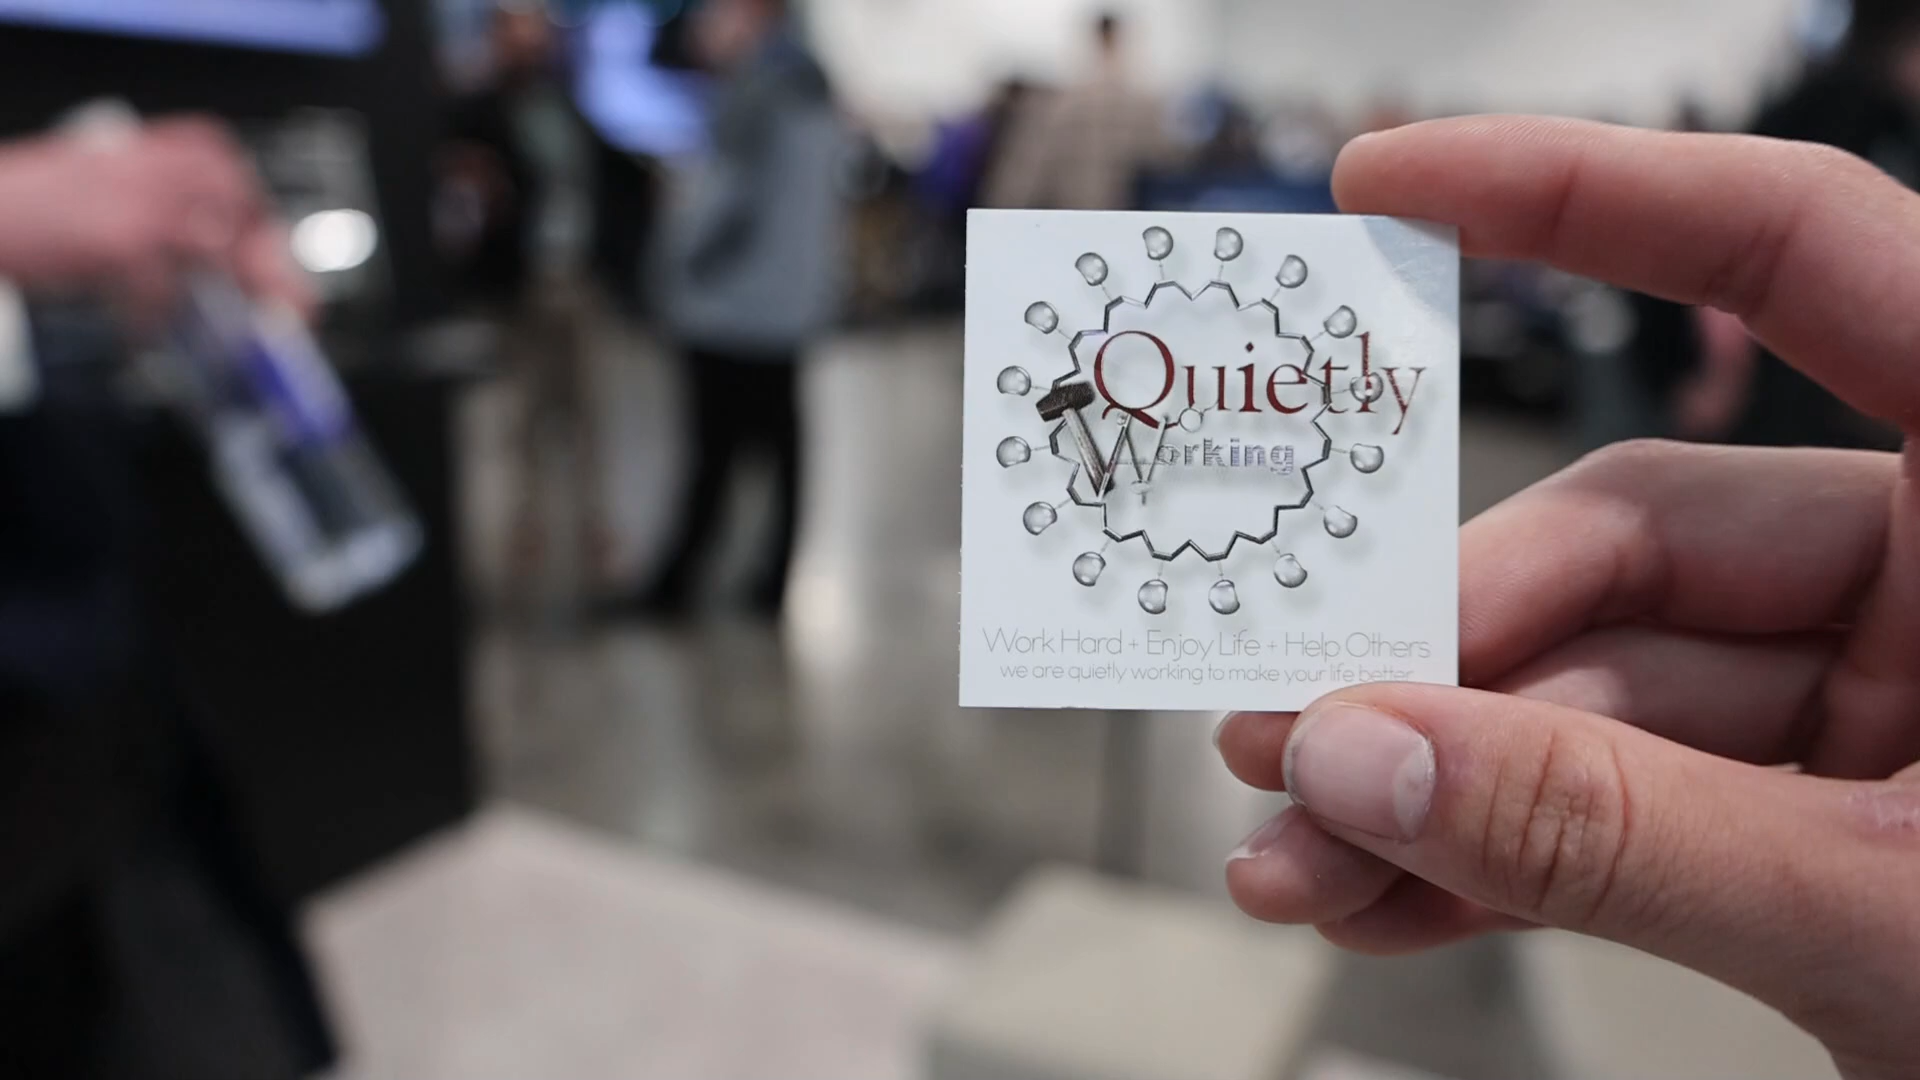 Quietly
Working
Work Hard + Enjoy Life + Help Others
we are quietly working to make your life better